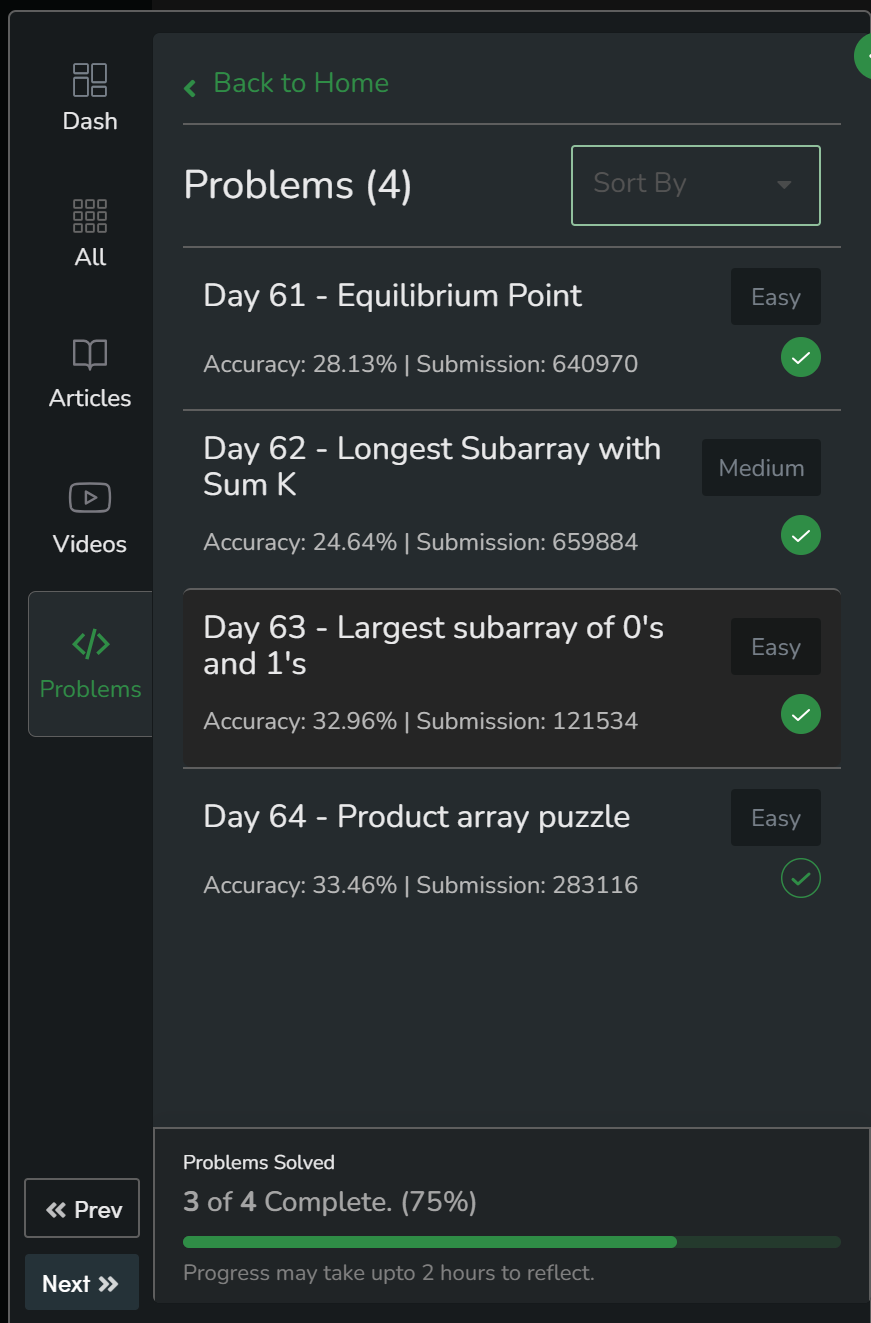 Dash
All
Articles
Videos
Problems
Prev
Next
Back to Home
Problems (4)
Sort By
Day 61 - Equilibrium Point
Easy
Accuracy: 28.13% | Submission: 640970
Day 62 - Longest Subarray with
Sum K
Medium
Accuracy: 24.64% | Submission: 659884
Day 63 - Largest subarray of 0's
and 1's
Easy
Accuracy: 32.96% | Submission: 121534
Day 64 - Product array puzzle
Easy
Accuracy: 33.46% | Submission: 283116
Problems Solved
3 of 4 Complete. (75%)
Progress may take upto 2 hours to reflect.